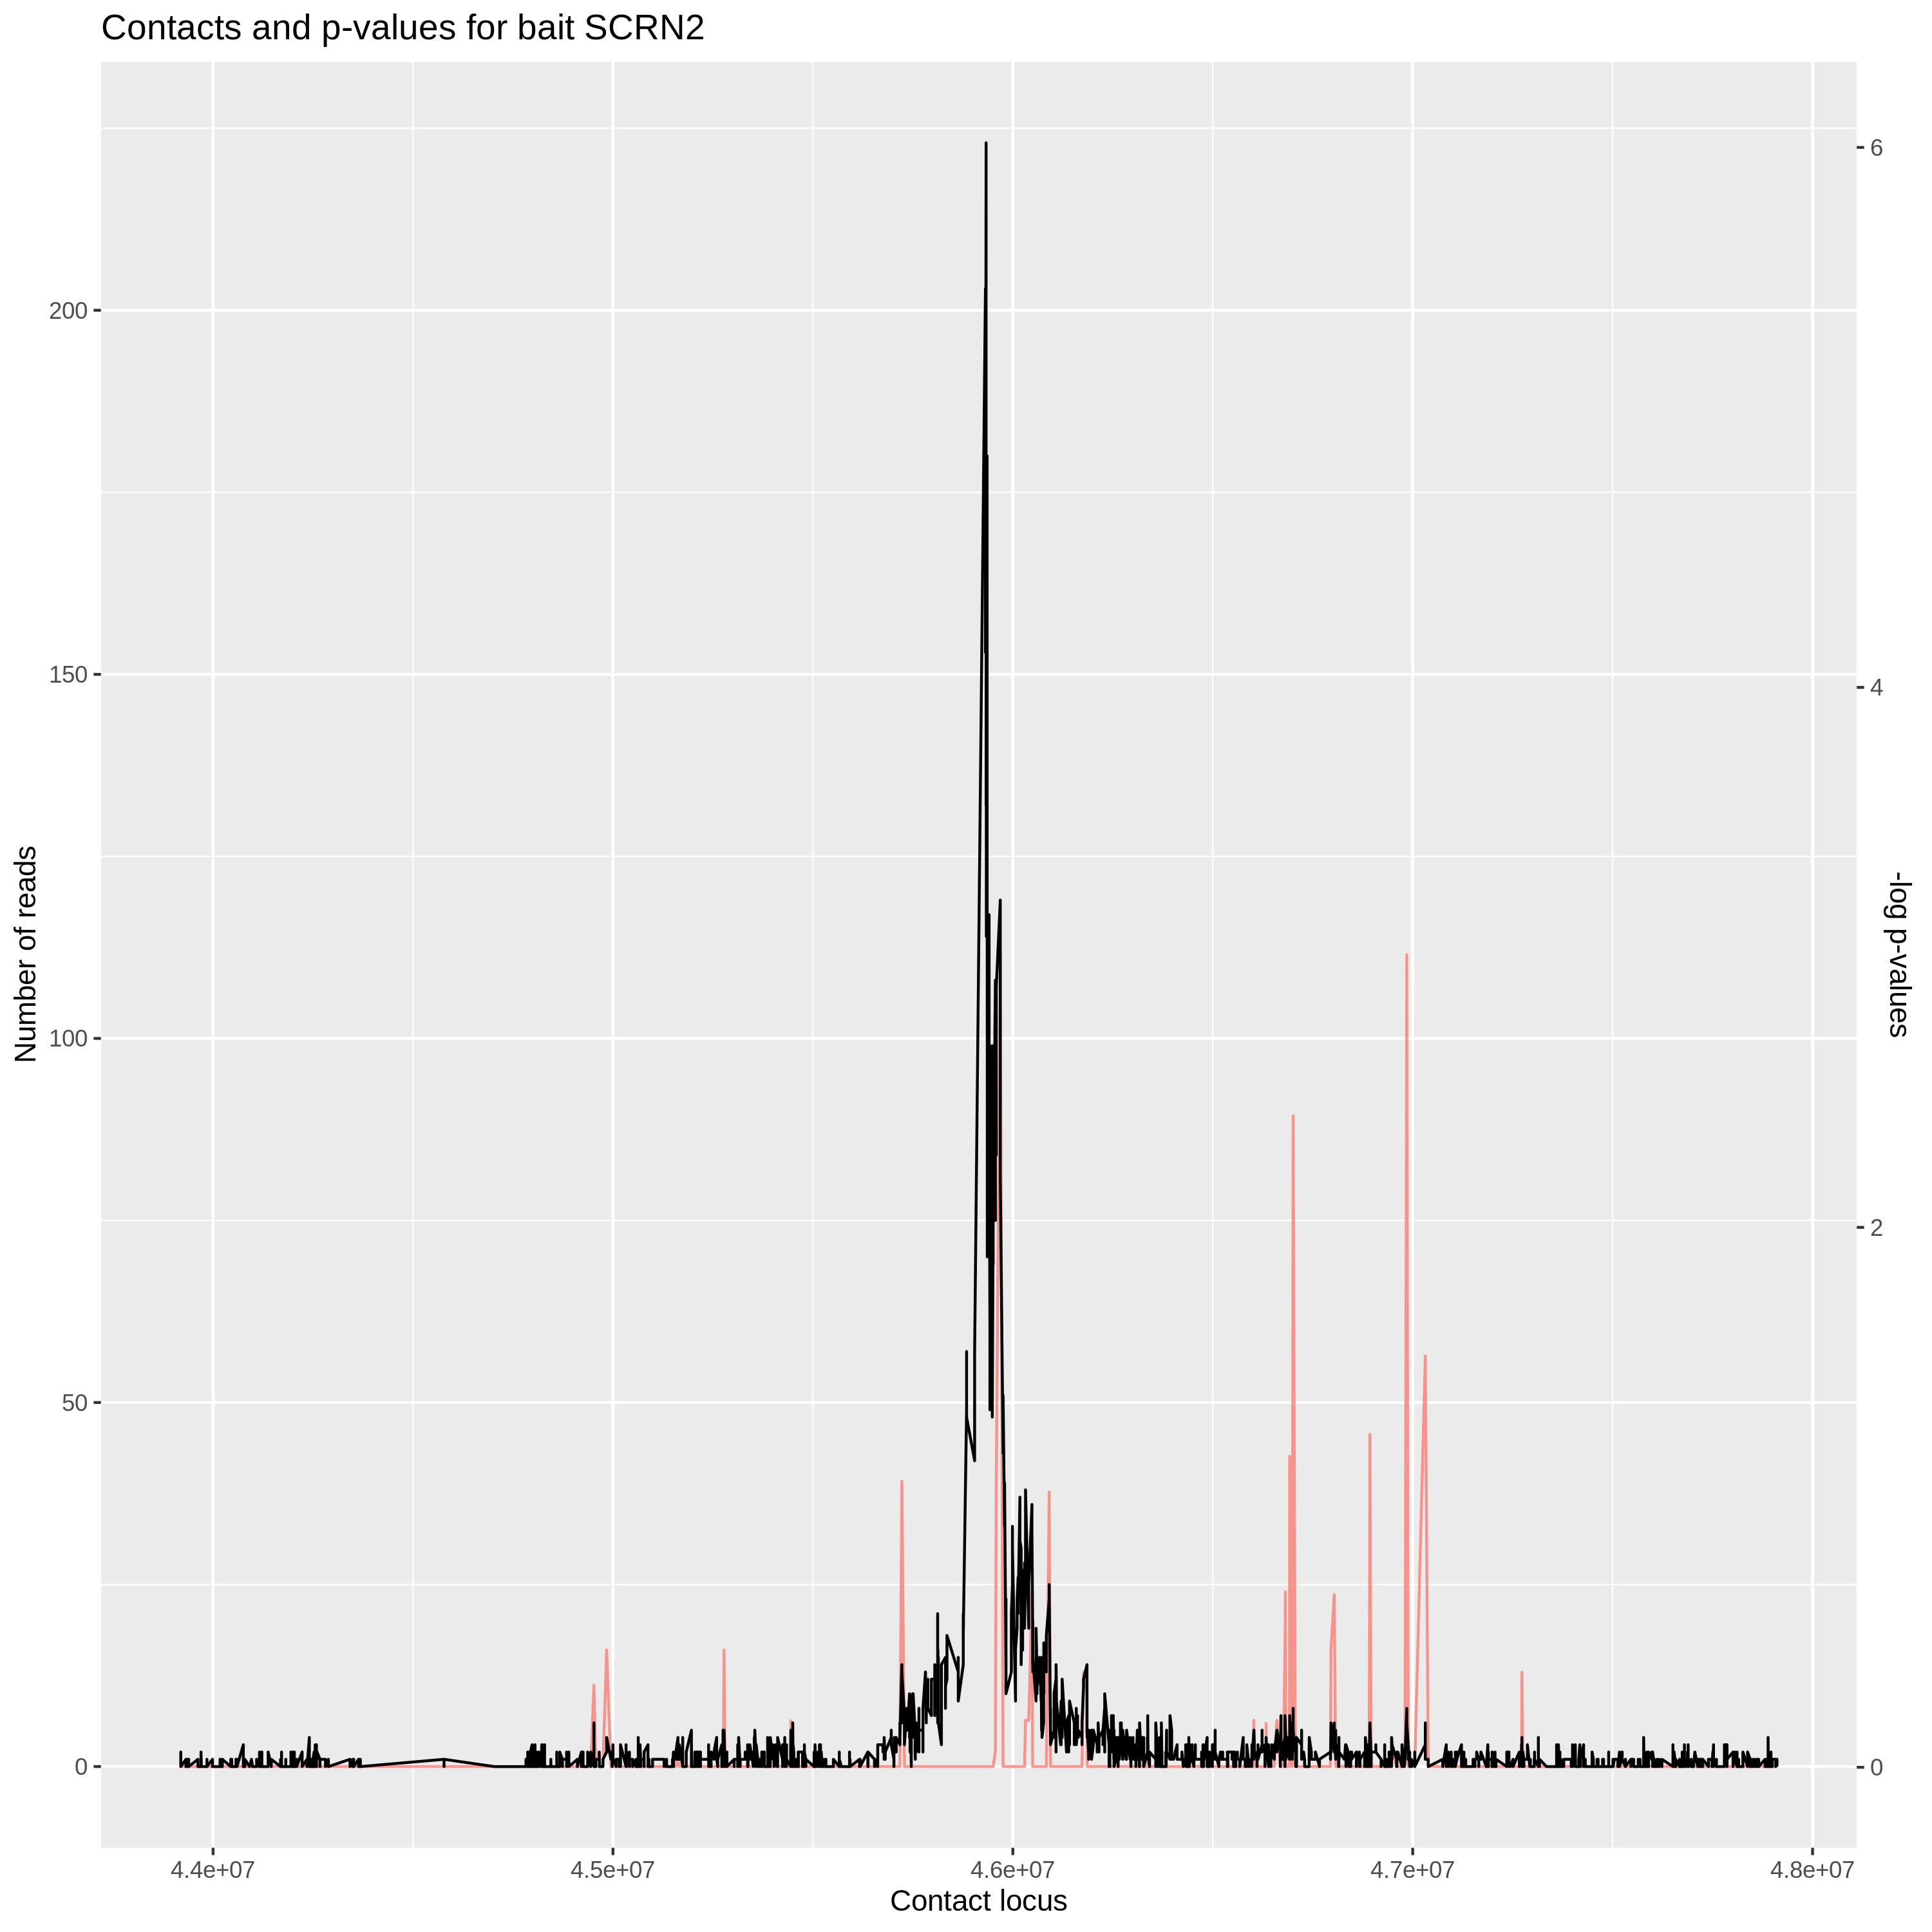 Contacts and p-values for bait SCRN2
Number of reads
200
150
100
50
0
6
4
2
0
-log p-values
4.4e+07
4.5e+07
4.6e+07
4.7e+07
4.8e+07
Contact locus